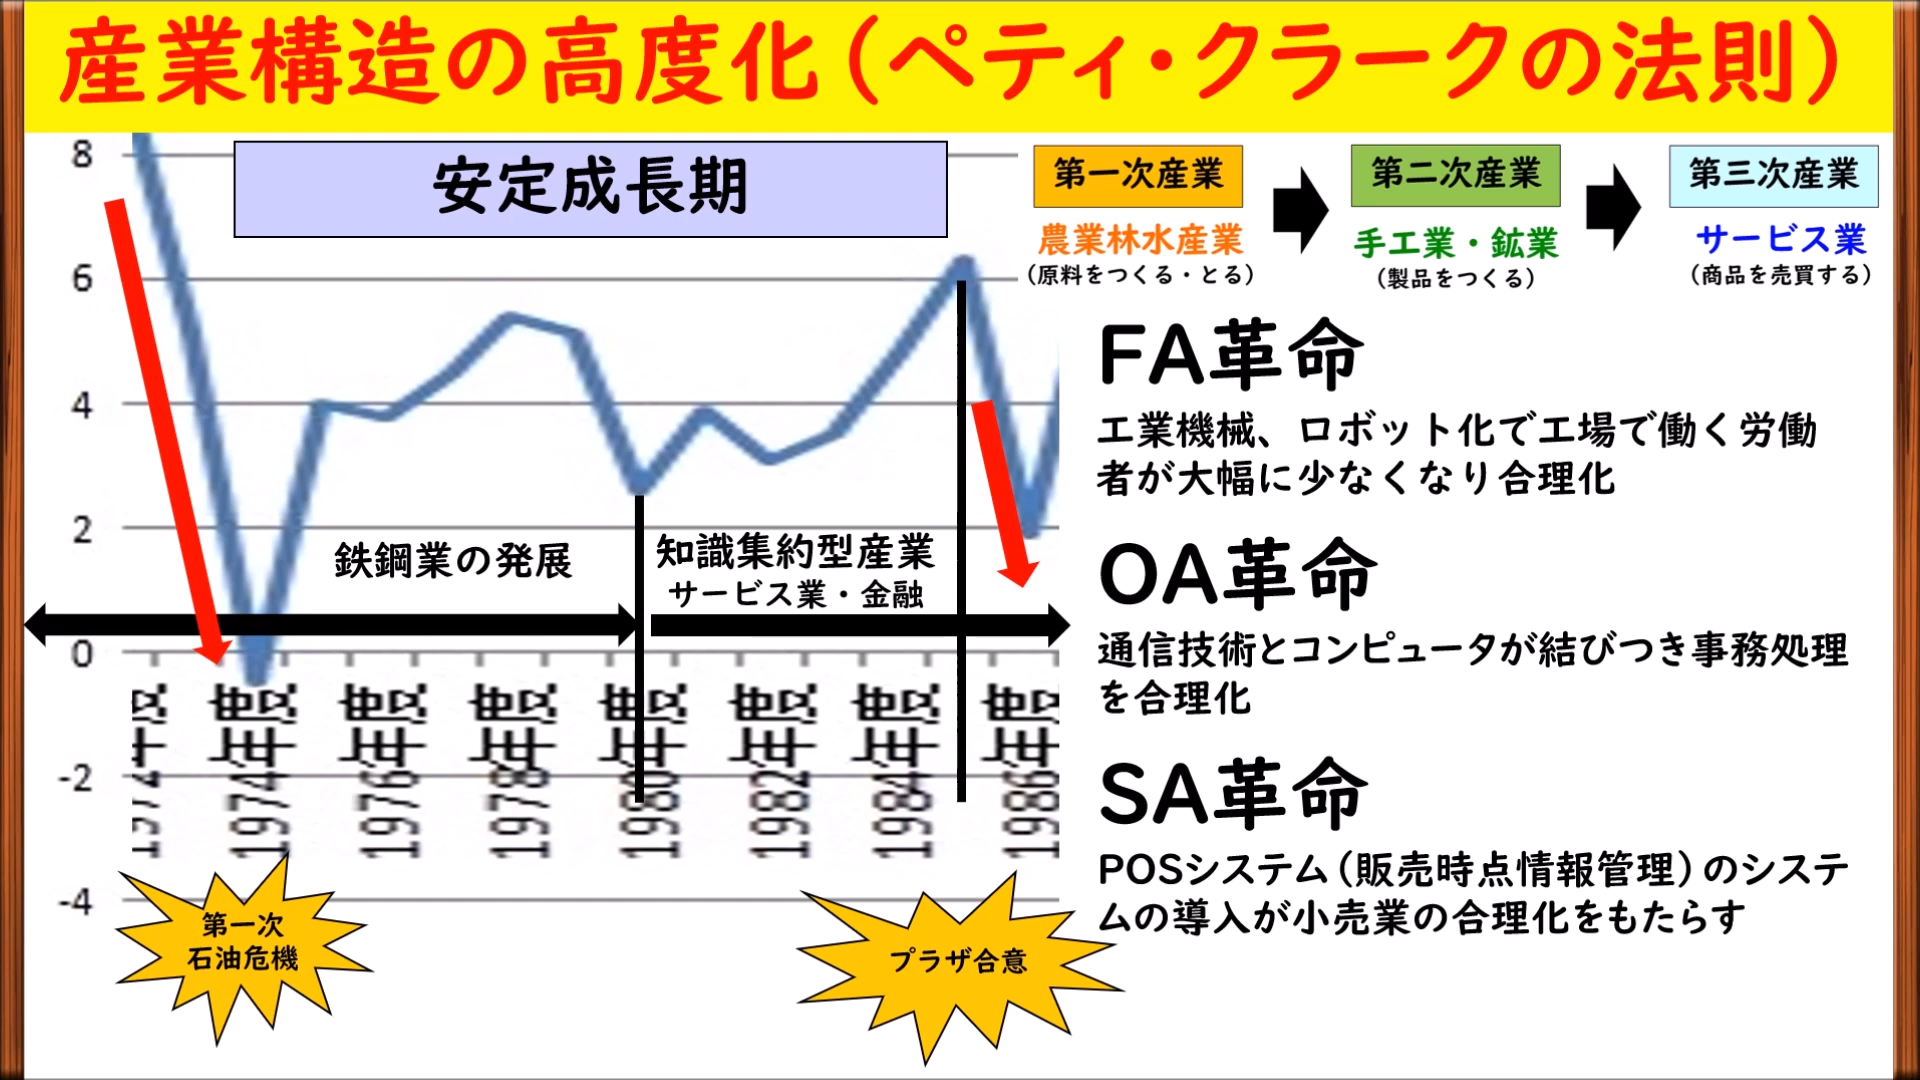 産業構造の高度化（ペティ・クラークの法則）
安定成長期
8
6
4
2
0
-2
-4
鉄鋼業の発展
知識集約型産業
サービス業・金融
1974年度
1976年度
1978年度
1980年度
1982年度
1984年度
1986年度
第一次
石油危機
プラザ合意
第一次産業
農業林水産業
（原料をつくる・とる）
第二次産業
手工業・鉱業
（製品をつくる）
第三次産業
サービス業
（商品を売買する）
FA革命
工業機械、ロボット化で工場で働く労働
者が大幅に少なくなり合理化
OA革命
通信技術とコンピュータが結びつき事務処理
を合理化
SA革命
POSシステム（販売時点情報管理）のシステ
ムの導入が小売業の合理化をもたらす